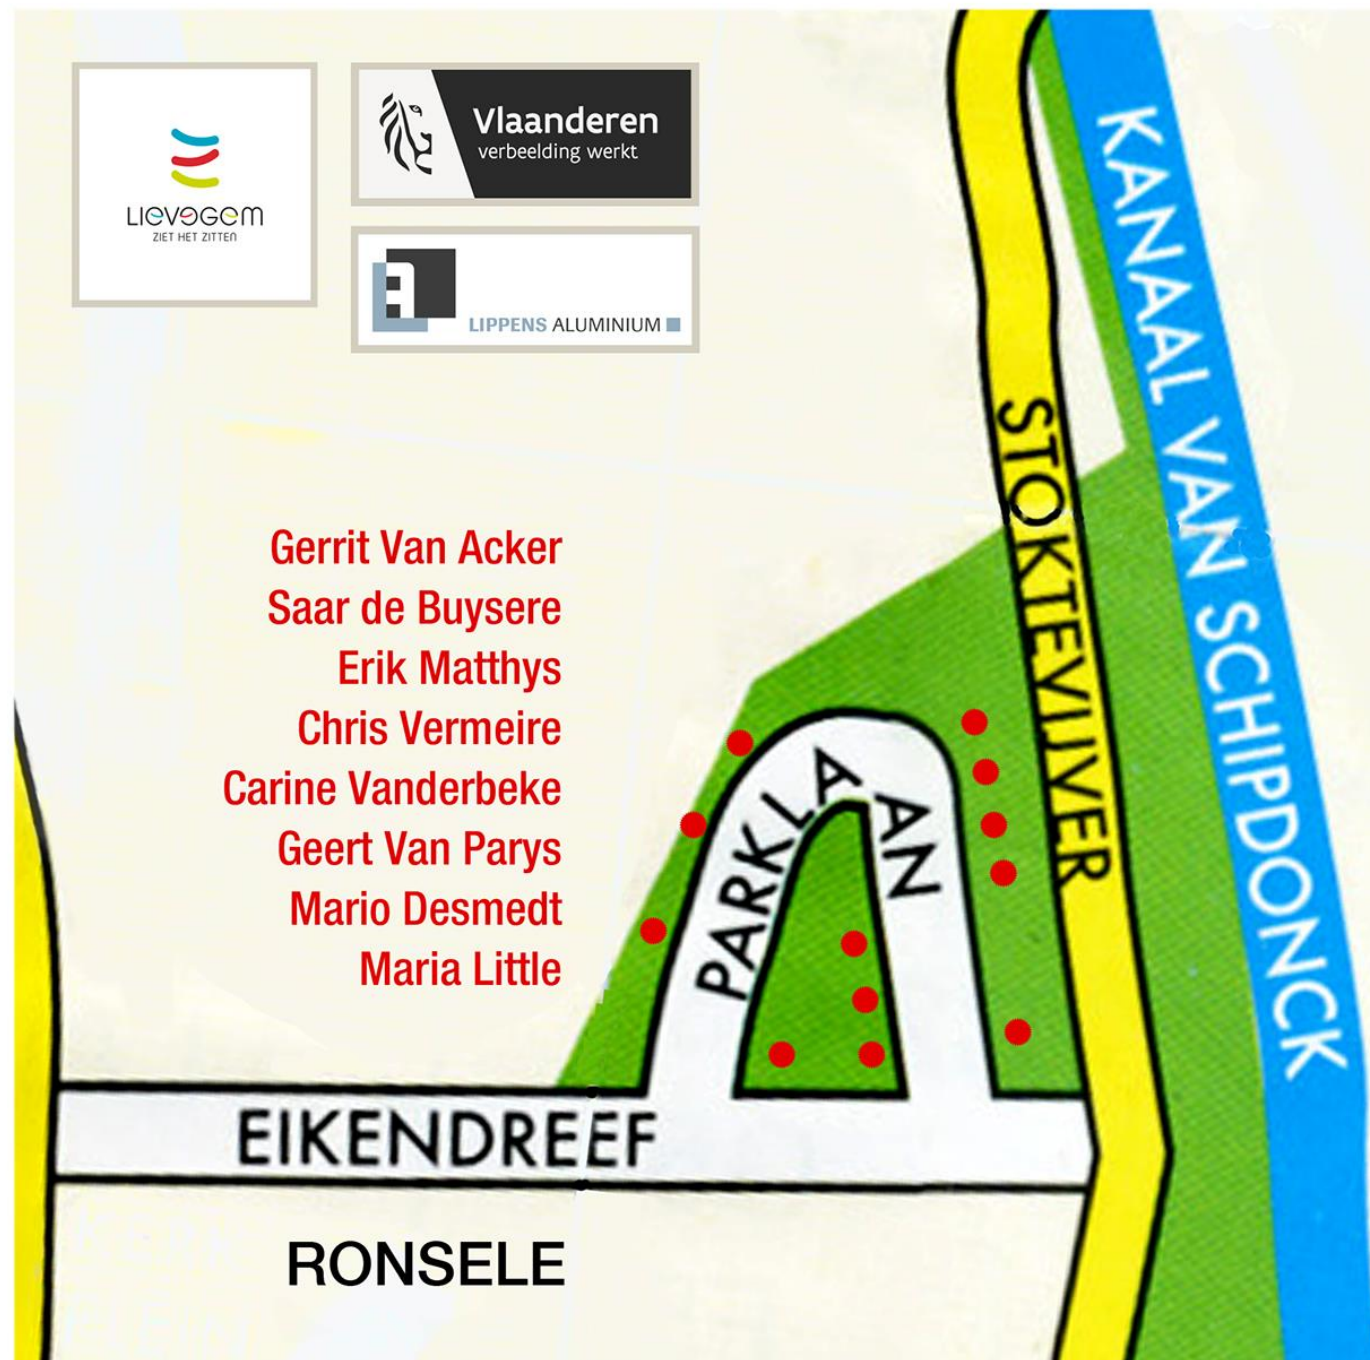 LIEVEGEM
ZIET HET ZITTEN
Vlaanderen
verbeelding werkt
LIPPENS ALUMINIUM
KANAAL VAN SCHIPDONCK
STOKTEVIJVER
Gerrit Van Acker
Saar de Buysere
Erik Matthys
Chris Vermeire
Carine Vanderbeke
Geert Van Parys
Mario Desmedt
Maria Little
PARKLAAN
EIKENDREEF
RONSELE